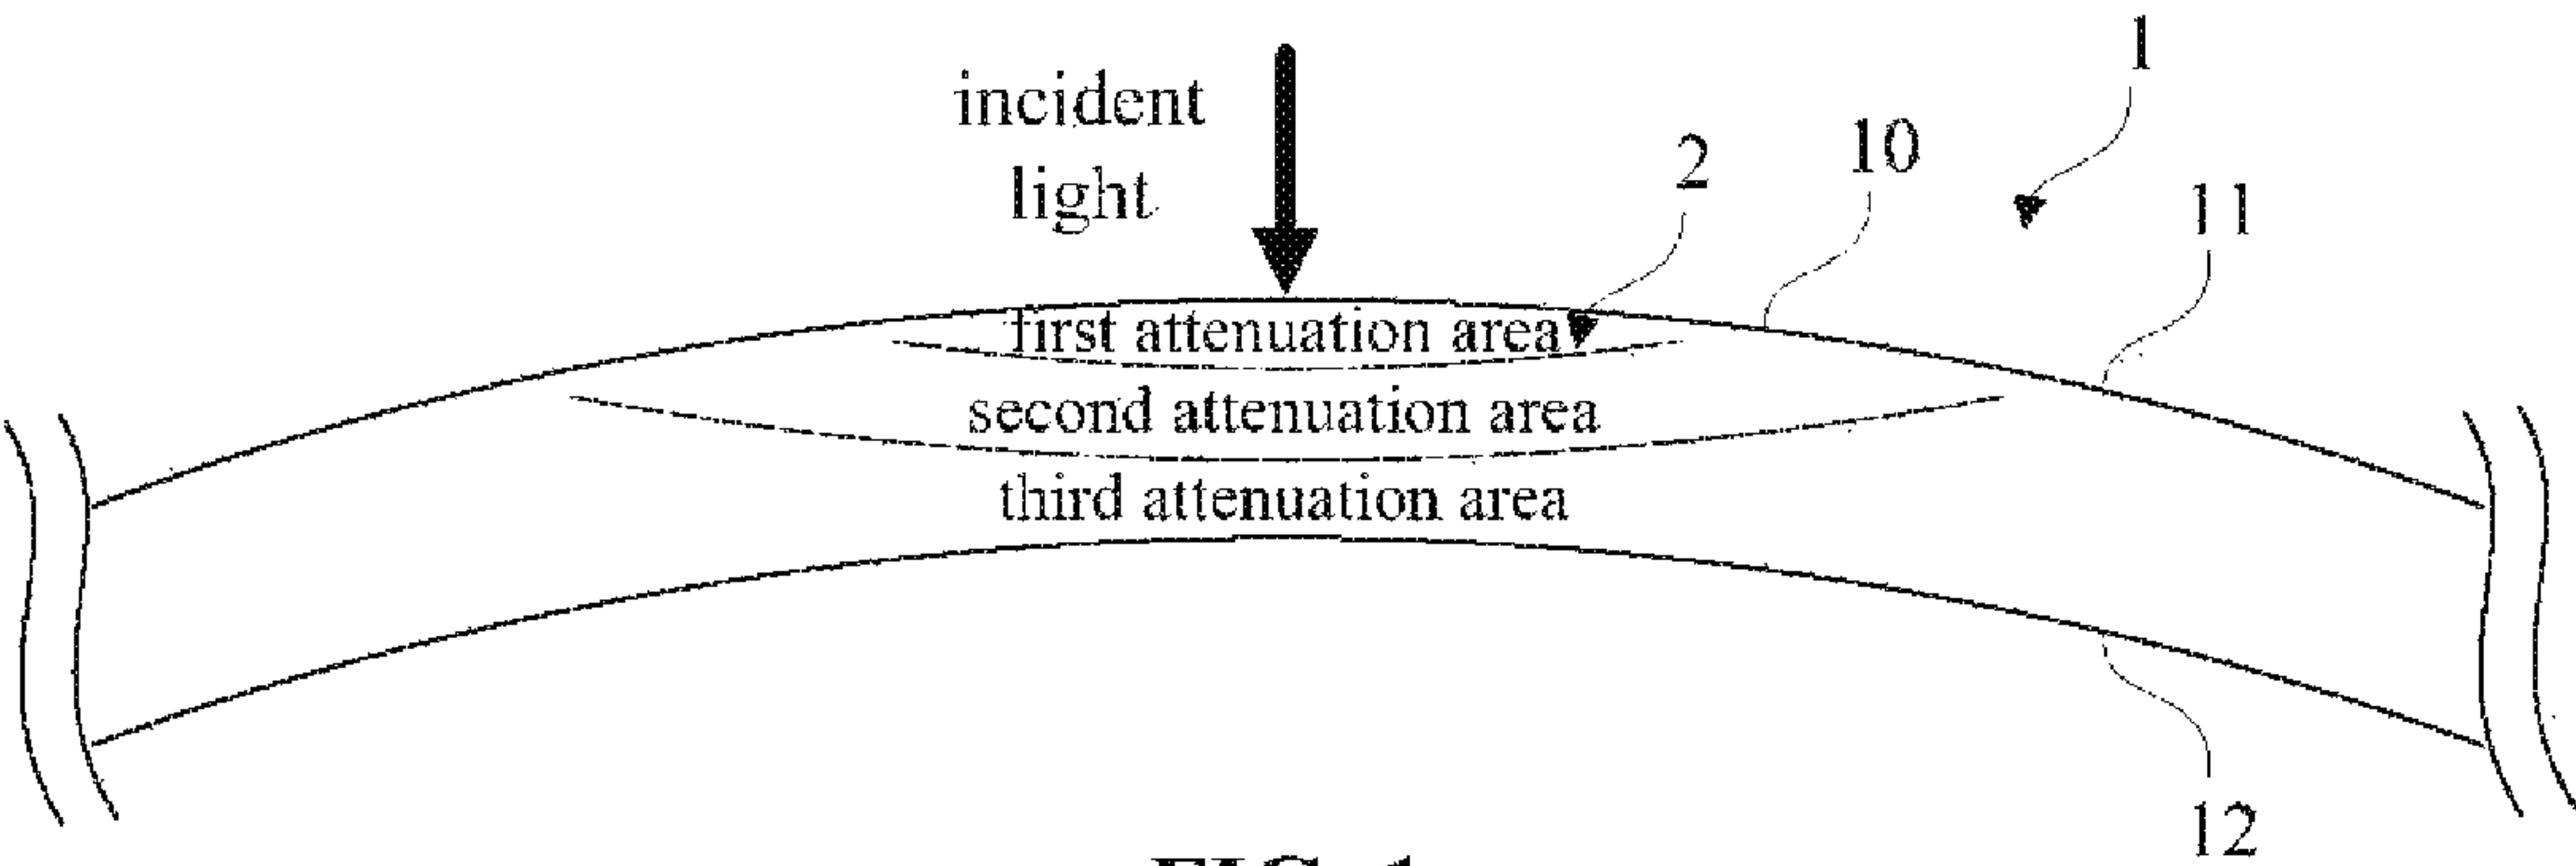 1
incident
light
2
10
11
first attenuation area
second attenuation area
third attenuation area
12